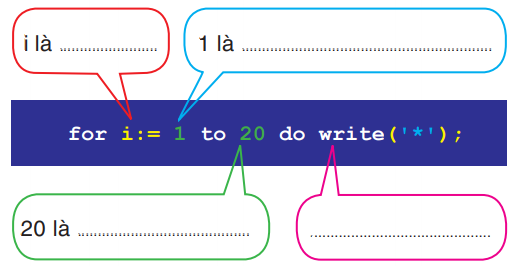 i là ........................
1 là ..............................................................
for i:= 1 to 20 do write('*');
20 là ...........................................
.............................................